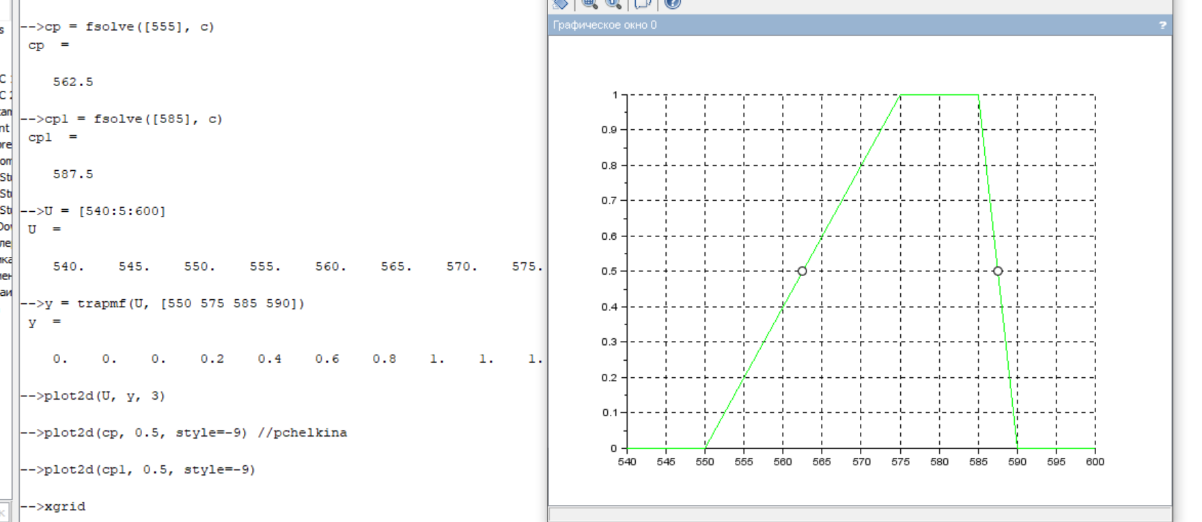 -->cp = fsolve([555], c)
cp =
562.5
-->cp1 = fsolve([585], c)
cp1 =
587.5
-->U = [540:5:600]
U =
540. 545. 550. 555. 560. 565. 570. 575.
-->y = trapmf(U, [550 575 585 590])
y =
0. 0. 0. 0.2 0.4 0.6 0.8 1. 1. 1.
-->plot2d(U, y, 3)
-->plot2d(cp, 0.5, style=-9) //pchelkina
-->plot2d(cp1, 0.5, style=-9)
-->xgrid
Графическое окно 0 ?
1
0.9
0.8
0.7
0.6
0.5
0.4
0.3
0.2
0.1
0
540 545 550 555 560 565 570 575 580 585 590 595 600